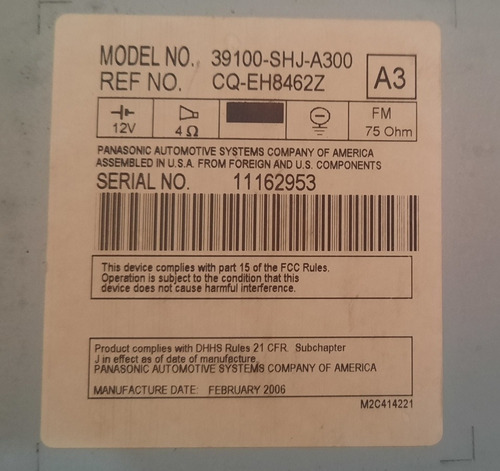 MODEL NO. 39100-SHJ-A300
REF NO. CQ-EH8462Z
A3
12V
4 Ω
FM
75 Ohm
PANASONIC AUTOMOTIVE SYSTEMS COMPANY OF AMERICA
ASSEMBLED IN U.S.A. FROM FOREIGN AND U.S. COMPONENTS
SERIAL NO. 11162953
This device complies with part 15 of the FCC Rules.
Operation is subject to the condition that this
device does not cause harmful interference.
Product complies with DHHS Rules 21 CFR. Subchapter
J in effect as of date of manufacture.
PANASONIC AUTOMOTIVE SYSTEMS COMPANY OF AMERICA
MANUFACTURE DATE: FEBRUARY 2006
M2C414221